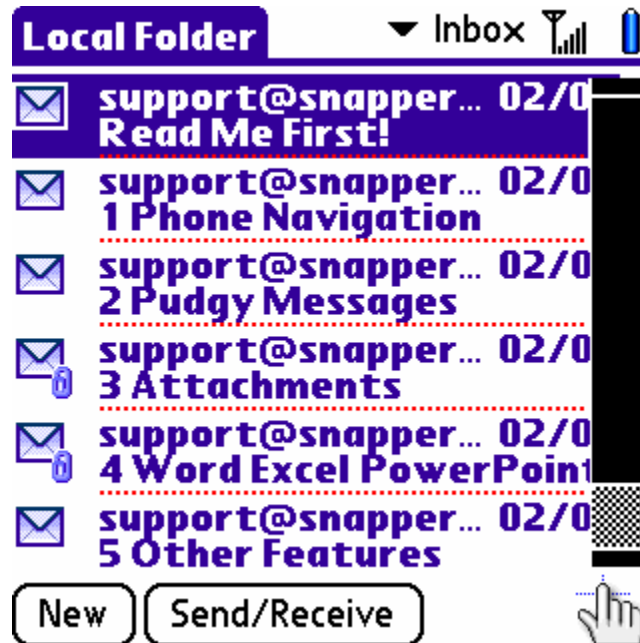 Local Folder
Inbox
support@snapper... 02/0
Read Me First!
support@snapper... 02/0
1 Phone Navigation
support@snapper... 02/0
2 Pudgy Messages
support@snapper... 02/0
3 Attachments
support@snapper... 02/0
4 Word Excel PowerPoint
support@snapper... 02/0
5 Other Features
New Send/Receive